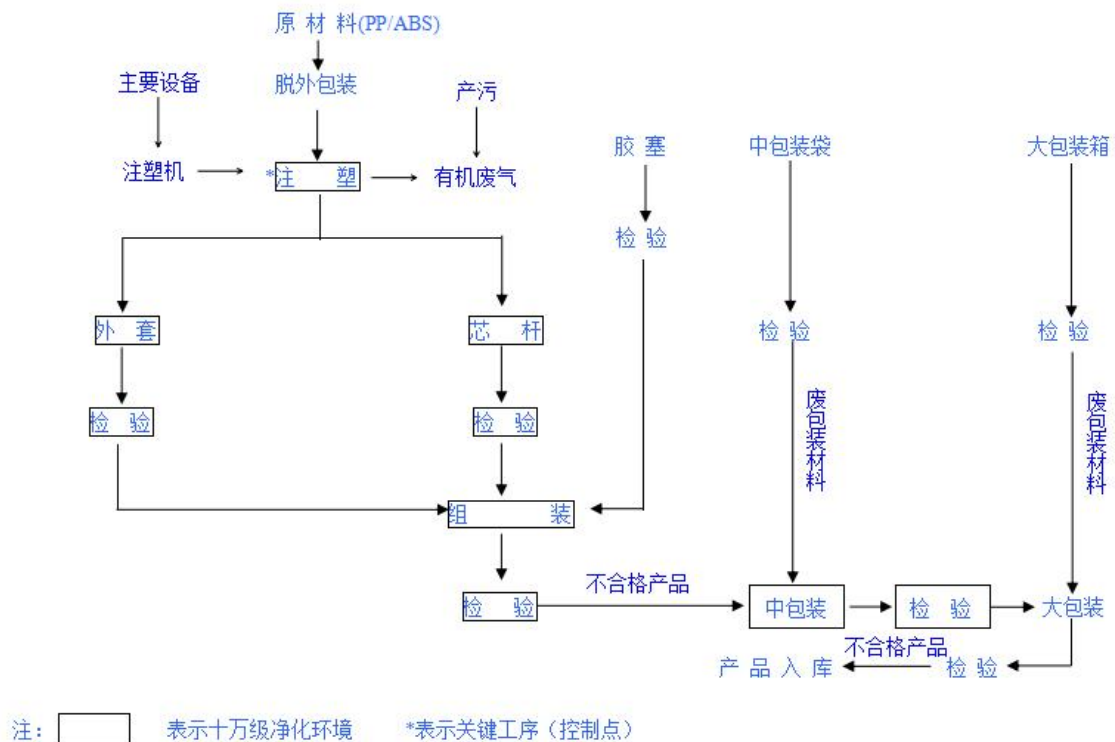 原 材 料(PP/ABS)
主要设备
脱外包装
产污
胶 塞
中包装袋
大包装箱
注塑机
*注 塑
有机废气
检 验
外 套
芯 杆
检 验
检 验
检 验
检 验
废包装材料
废包装材料
组 装
不合格产品
检 验
中包装
检 验
大包装
不合格产品
产 品 入 库
检 验
注：
表示十万级净化环境
*表示关键工序（控制点）